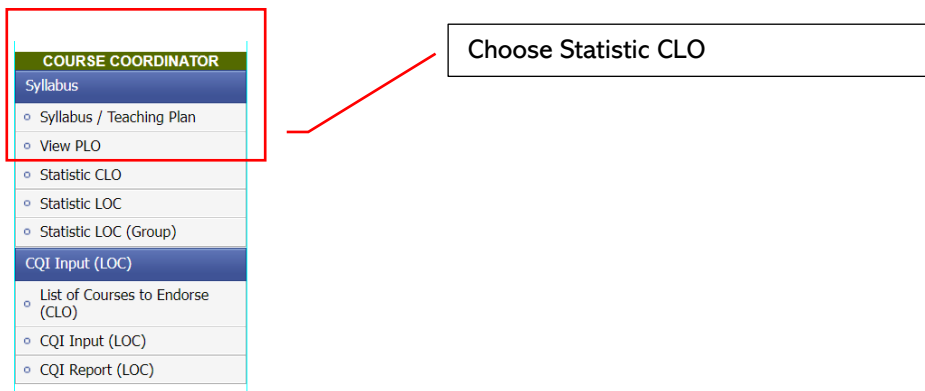 COURSE COORDINATOR
Syllabus
Syllabus / Teaching Plan
View PLO
Statistic CLO
Statistic LOC
Statistic LOC (Group)
CQI Input (LOC)
List of Courses to Endorse
(CLO)
CQI Input (LOC)
CQI Report (LOC)
Choose Statistic CLO